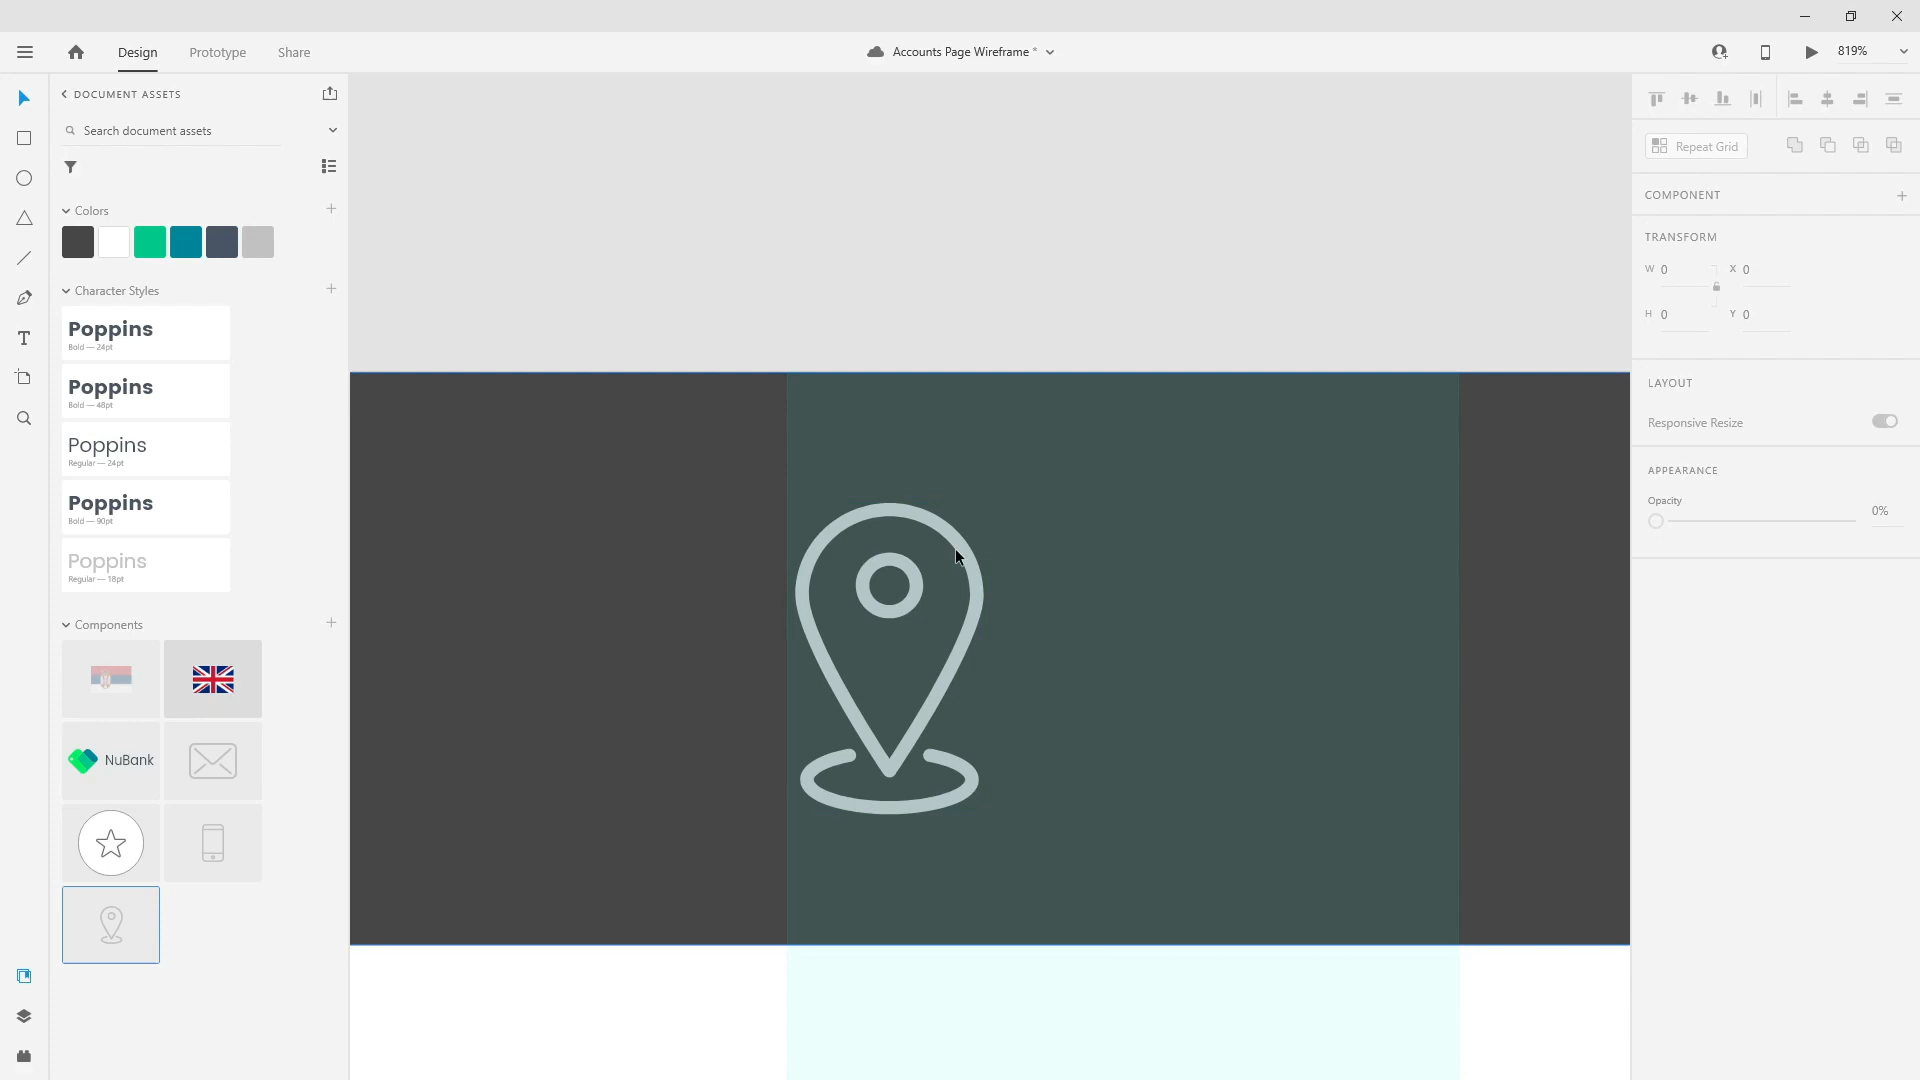 Design
Prototype
Share
Accounts Page Wireframe *
819%
DOCUMENT ASSETS
Search document assets
Colors
Character Styles
Poppins
Bold — 24pt
Poppins
Bold — 48pt
Poppins
Regular — 24pt
Poppins
Bold — 90pt
Poppins
Regular — 18pt
Components
NuBank
Repeat Grid
COMPONENT
TRANSFORM
W 0 X 0
H 0 Y 0
LAYOUT
Responsive Resize
APPEARANCE
Opacity
0%